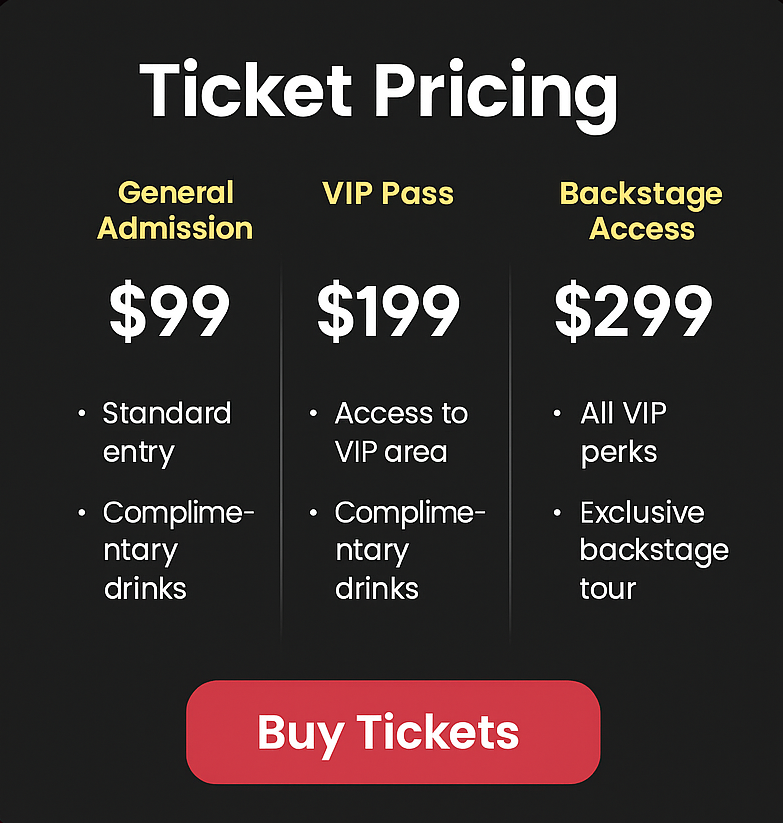 Ticket Pricing
General
Admission
$99
• Standard
entry
• Complime-
ntary
drinks
VIP Pass
$199
• Access to
VIP area
• Complime-
ntary
drinks
Backstage
Access
$299
• All VIP
perks
• Exclusive
backstage
tour
Buy Tickets